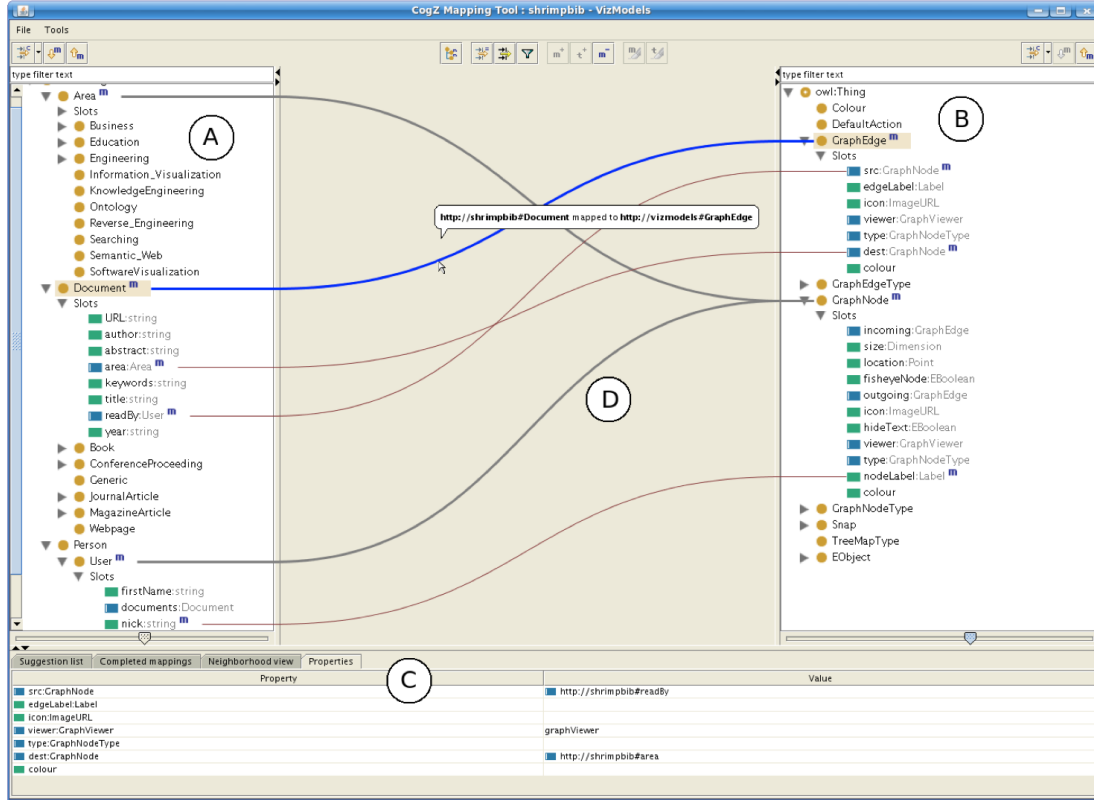 CogZ Mapping Tool : shrimpbib - VizModels
File Tools
m m c m+ t+ m- m t c m m
type filter text
Area m
Slots
Business
Education
Engineering
Information_Visualization
KnowledgeEngineering
Ontology
Reverse_Engineering
Searching
Semantic_Web
SoftwareVisualization
Document m
Slots
URL:string
author:string
abstract:string
area:Area m
keywords:string
title:string
readBy:User m
year:string
Book
ConferenceProceeding
Generic
JournalArticle
MagazineArticle
Webpage
Person
User m
Slots
firstName:string
documents:Document
nick:string m
A
http://shrimpbib#Document mapped to http://vizmodels#GraphEdge
D
type filter text
owl:Thing
Colour
DefaultAction
GraphEdge m
Slots
src:GraphNode m
edgeLabel:Label
icon:ImageURL
viewer:GraphViewer
type:GraphNodeType
dest:GraphNode m
colour
GraphEdgeType
GraphNode m
Slots
incoming:GraphEdge
size:Dimension
location:Point
fisheyeNode:EBoolean
outgoing:GraphEdge
icon:ImageURL
hideText:EBoolean
viewer:GraphViewer
type:GraphNodeType
nodeLabel:Label m
colour
GraphNodeType
Snap
TreeMapType
EObject
B
Suggestion list Completed mappings Neighborhood view Properties
C
Property Value
src:GraphNode http://shrimpbib#readBy
edgeLabel:Label
icon:ImageURL
viewer:GraphViewer graphViewer
type:GraphNodeType
dest:GraphNode http://shrimpbib#area
colour